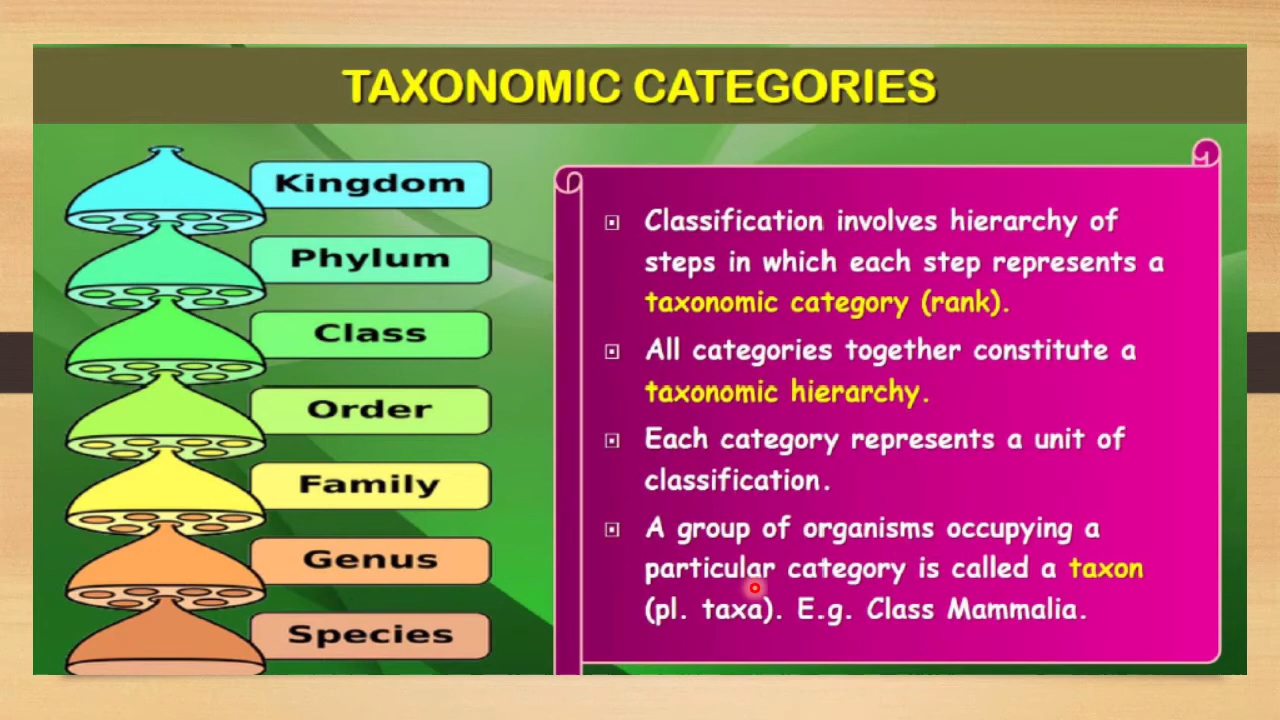 TAXONOMIC CATEGORIES
Kingdom
Phylum
Class
Order
Family
Genus
Species
Classification involves hierarchy of
steps in which each step represents a
taxonomic category (rank).
All categories together constitute a
taxonomic hierarchy.
Each category represents a unit of
classification.
A group of organisms occupying a
particular category is called a taxon
(pl. taxa). E.g. Class Mammalia.